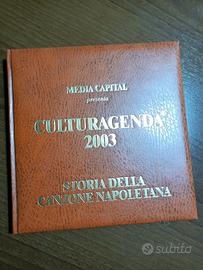 MEDIA CAPITAL
presenta
CULTURAGENDA
2003
STORIA DELLA
CANZONE NAPOLETANA
subito